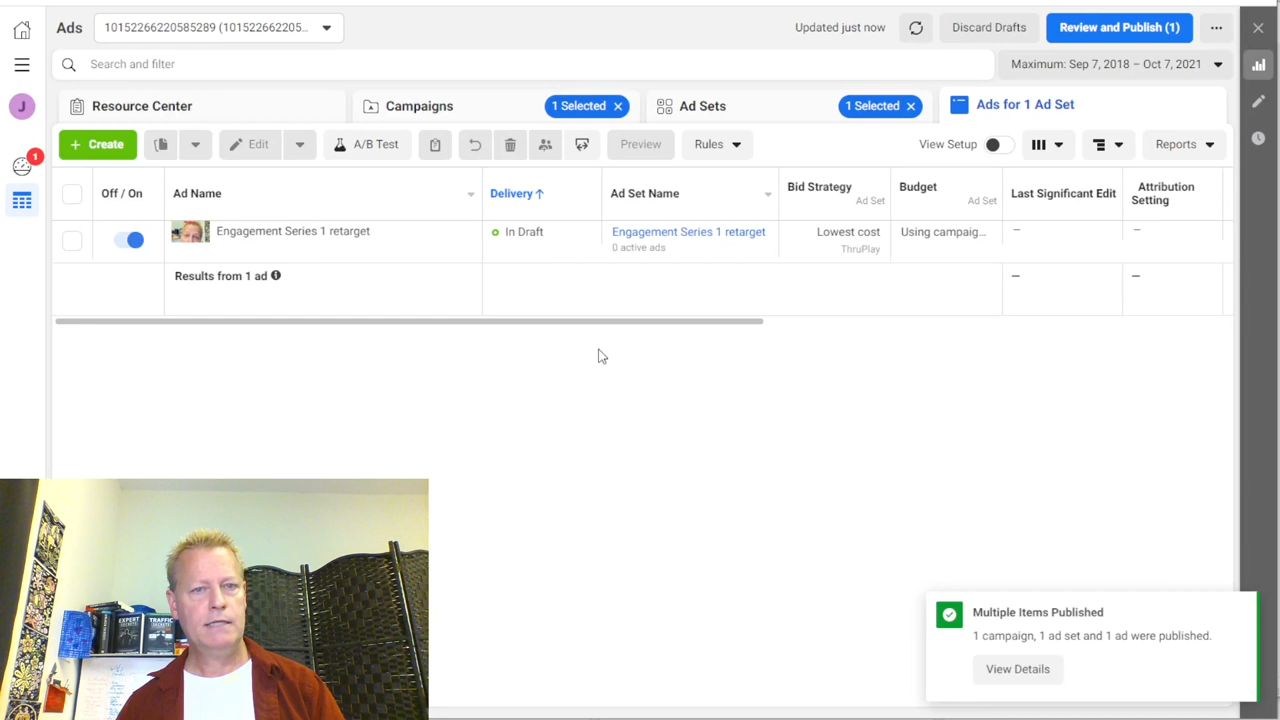 Ads
10152266220585289 (101522662205...
Updated just now
Discard Drafts
Review and Publish (1)
Search and filter
Maximum: Sep 7, 2018 – Oct 7, 2021
J
Resource Center
Campaigns
1 Selected
Ad Sets
1 Selected
Ads for 1 Ad Set
+ Create
Edit
A/B Test
Preview
Rules
View Setup
Reports
1
Off / On
Ad Name
Delivery ↑
Ad Set Name
Bid Strategy
Ad Set
Budget
Ad Set
Last Significant Edit
Attribution
Setting
Engagement Series 1 retarget
In Draft
Engagement Series 1 retarget
0 active ads
Lowest cost
ThruPlay
Using campaig...
–
–
Results from 1 ad
–
–
EXPERT
SECRETS
TRAFFIC
SECRETS
Multiple Items Published
1 campaign, 1 ad set and 1 ad were published.
View Details